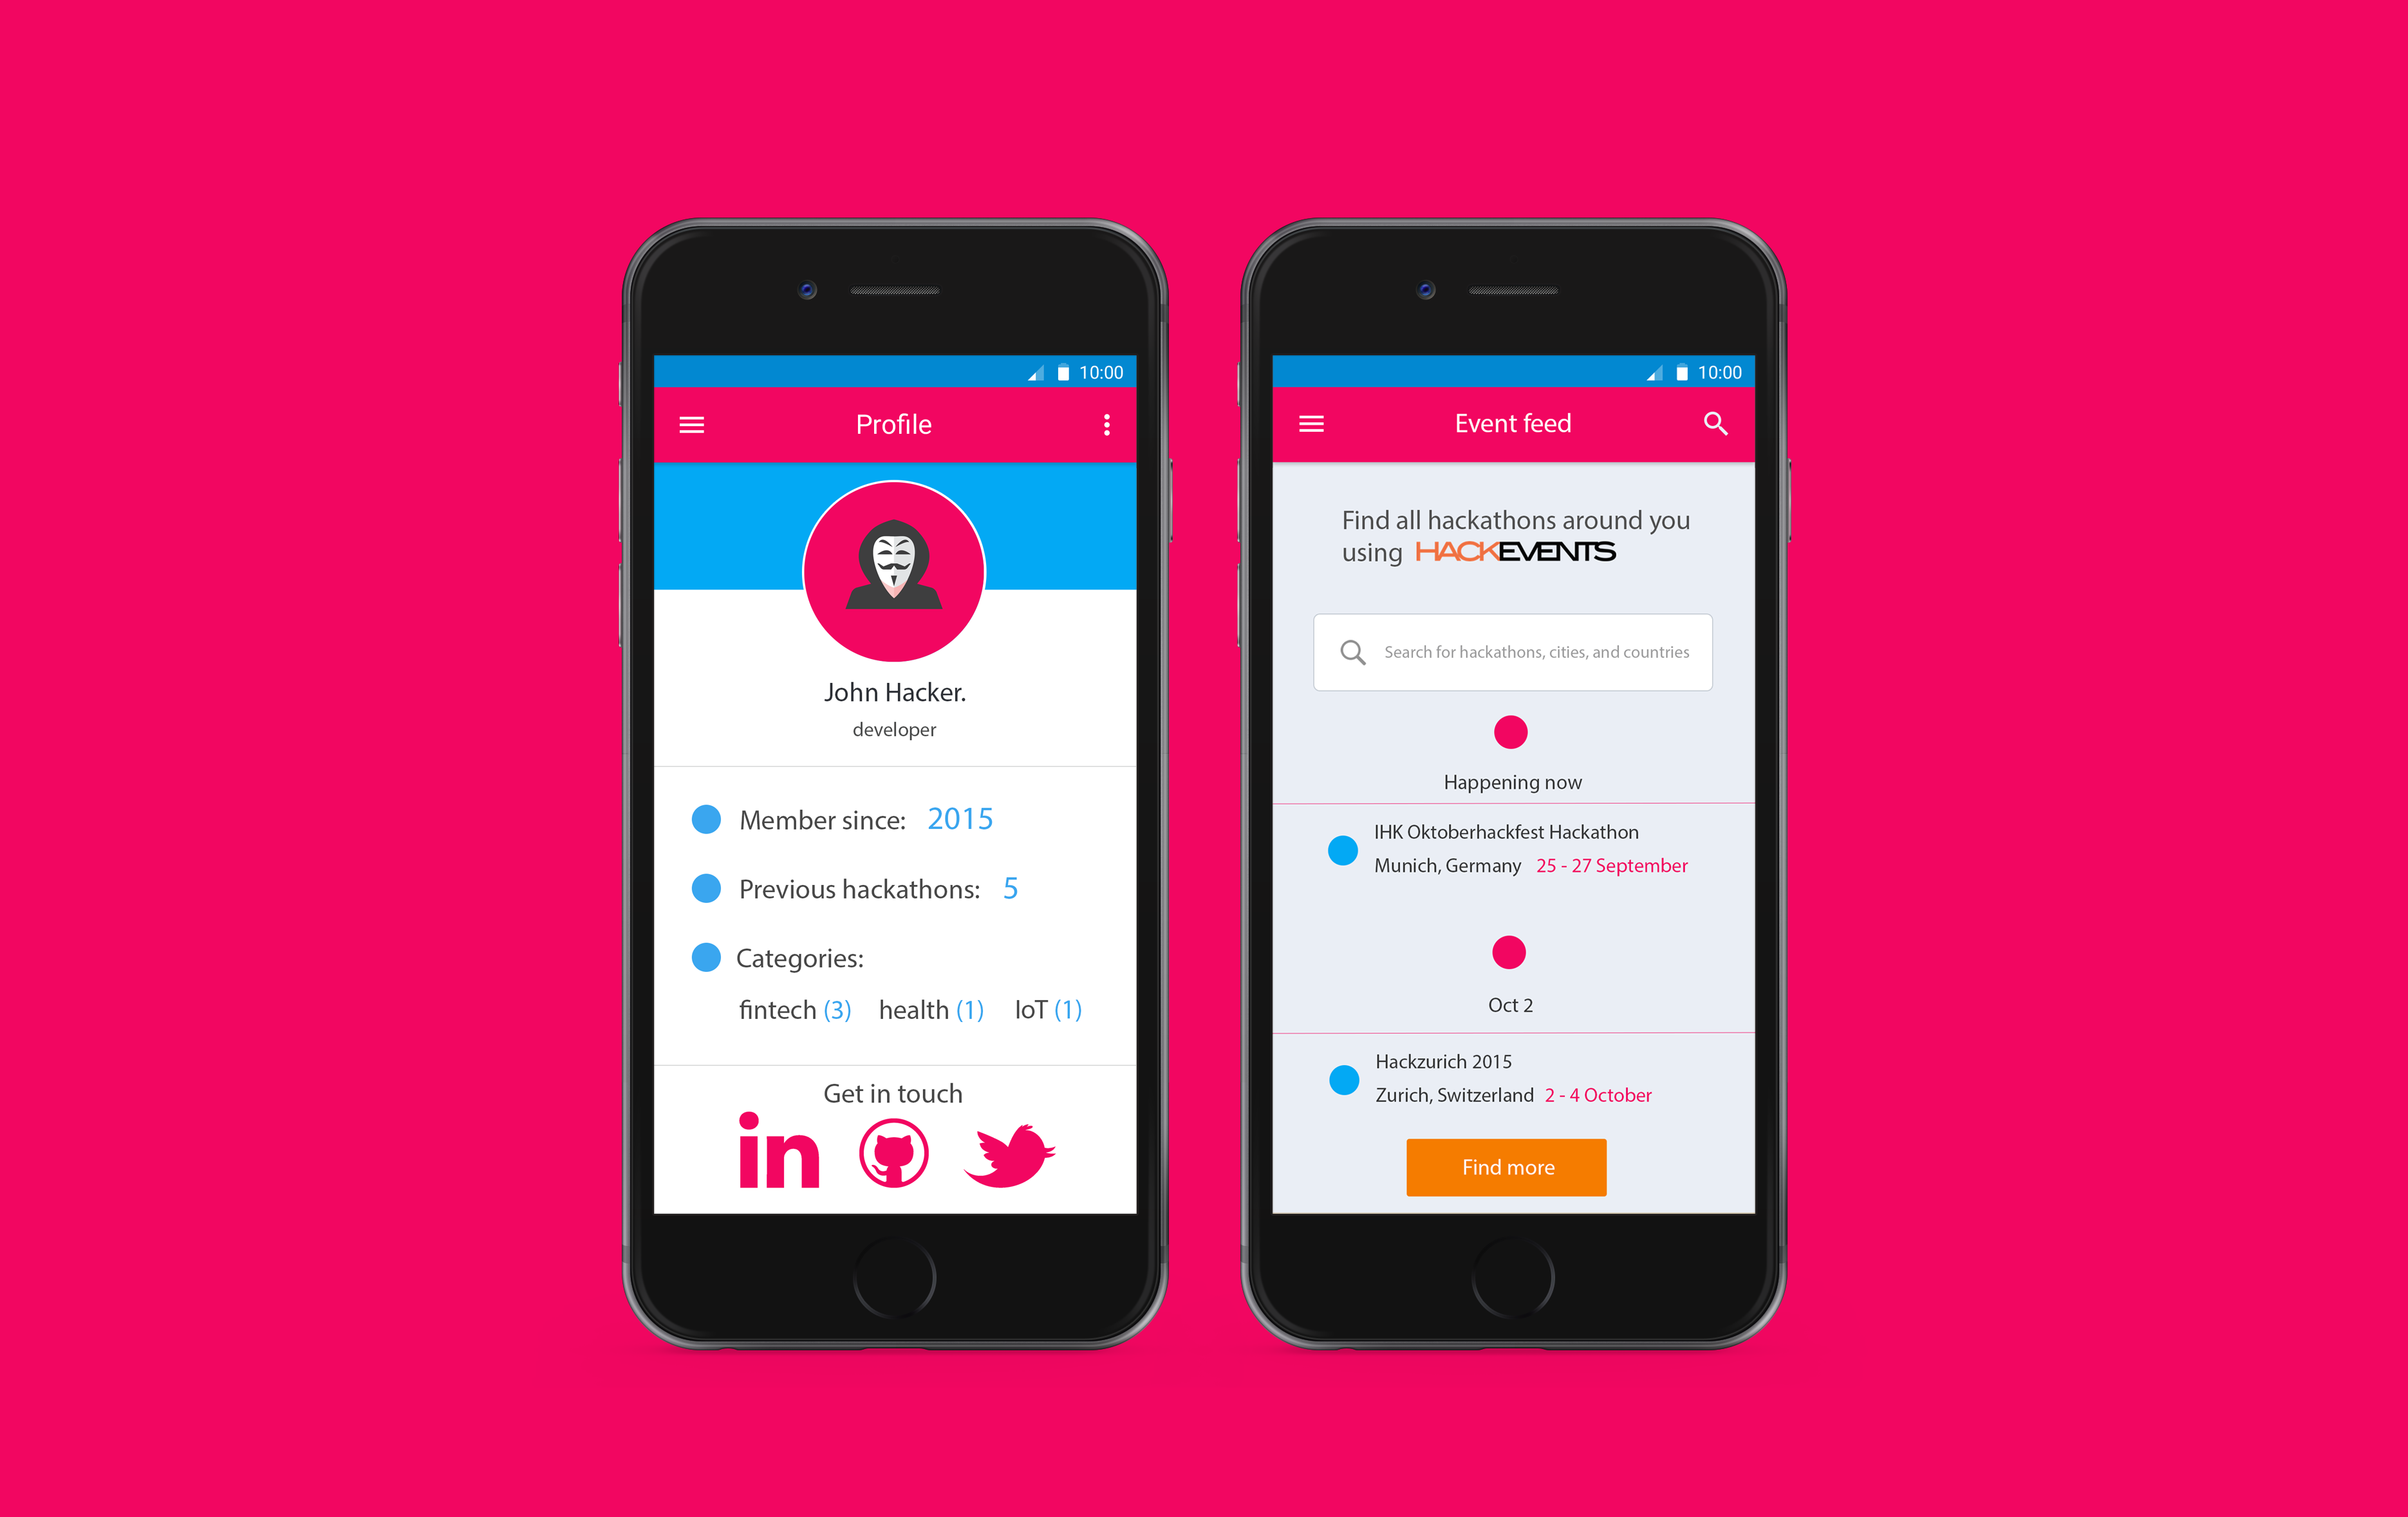 10:00
Profile
John Hacker.
developer
Member since: 2015
Previous hackathons: 5
Categories:
fintech (3) health (1) IoT (1)
Get in touch
in
10:00
Event feed
Find all hackathons around you
using HACKEVENTS
Search for hackathons, cities, and countries
Happening now
IHK Oktoberhackfest Hackathon
Munich, Germany 25 - 27 September
Oct 2
Hackzurich 2015
Zurich, Switzerland 2 - 4 October
Find more